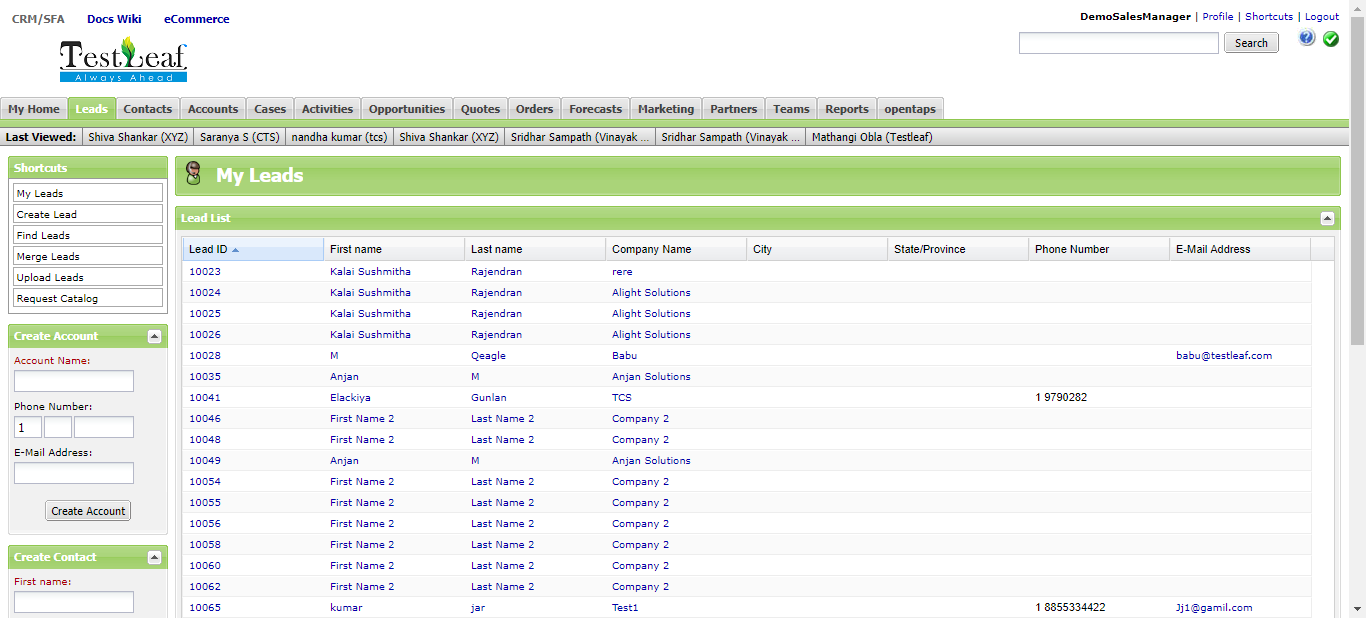 CRM/SFA Docs Wiki eCommerce
DemoSalesManager | Profile | Shortcuts | Logout
TestLeaf
Always Ahead
Search
My Home Leads Contacts Accounts Cases Activities Opportunities Quotes Orders Forecasts Marketing Partners Teams Reports opentaps
Last Viewed: Shiva Shankar (XYZ) Saranya S (CTS) nandha kumar (tcs) Shiva Shankar (XYZ) Sridhar Sampath (Vinayak ... Sridhar Sampath (Vinayak ... Mathangi Obla (Testleaf)
Shortcuts
My Leads
Create Lead
Find Leads
Merge Leads
Upload Leads
Request Catalog
Create Account
Account Name:
Phone Number:
1
E-Mail Address:
Create Account
Create Contact
First name:
My Leads
Lead List
Lead ID First name Last name Company Name City State/Province Phone Number E-Mail Address
10023 Kalai Sushmitha Rajendran rere
10024 Kalai Sushmitha Rajendran Alight Solutions
10025 Kalai Sushmitha Rajendran Alight Solutions
10026 Kalai Sushmitha Rajendran Alight Solutions
10028 M Qeagle Babu babu@testleaf.com
10035 Anjan M Anjan Solutions
10041 Elackiya Gunlan TCS 1 9790282
10046 First Name 2 Last Name 2 Company 2
10048 First Name 2 Last Name 2 Company 2
10049 Anjan M Anjan Solutions
10054 First Name 2 Last Name 2 Company 2
10055 First Name 2 Last Name 2 Company 2
10056 First Name 2 Last Name 2 Company 2
10058 First Name 2 Last Name 2 Company 2
10060 First Name 2 Last Name 2 Company 2
10062 First Name 2 Last Name 2 Company 2
10065 kumar jar Test1 1 8855334422 Jj1@gamil.com